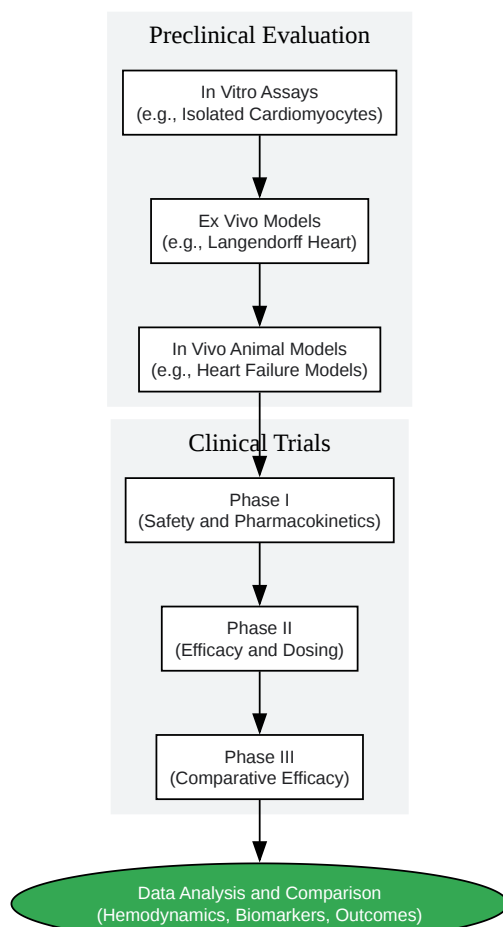 Preclinical Evaluation
In Vitro Assays
(e.g., Isolated Cardiomyocytes)
Ex Vivo Models
(e.g., Langendorff Heart)
In Vivo Animal Models
(e.g., Heart Failure Models)
Clinical Trials
Phase I
(Safety and Pharmacokinetics)
Phase II
(Efficacy and Dosing)
Phase III
(Comparative Efficacy)
Data Analysis and Comparison
(Hemodynamics, Biomarkers, Outcomes)